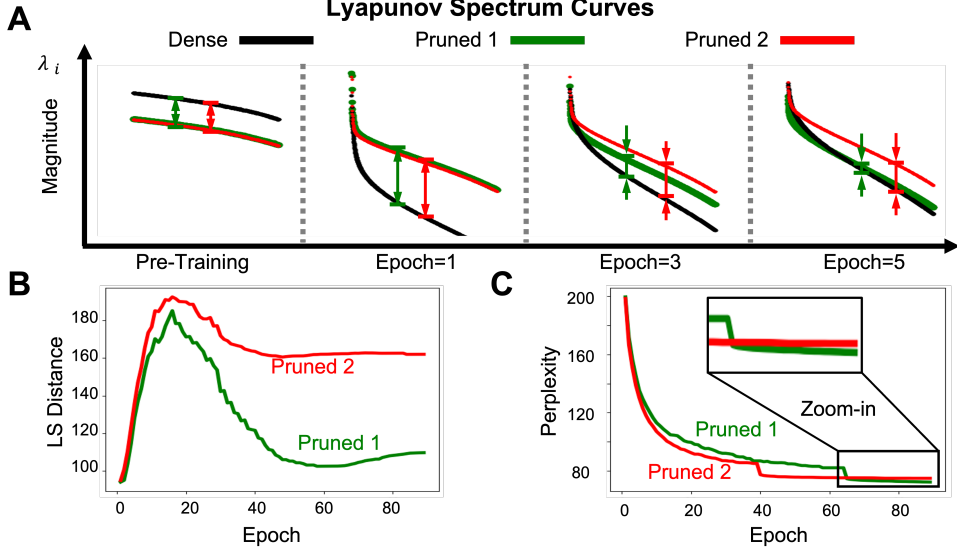 Lyapunov Spectrum Curves
A
Dense
Pruned 1
Pruned 2
λ i
Magnitude
Pre-Training
Epoch=1
Epoch=3
Epoch=5
B
LS Distance
180
160
140
120
100
Pruned 2
Pruned 1
0
20
40
60
80
Epoch
C
Perplexity
200
160
120
80
Zoom-in
Pruned 1
Pruned 2
0
20
40
60
80
Epoch